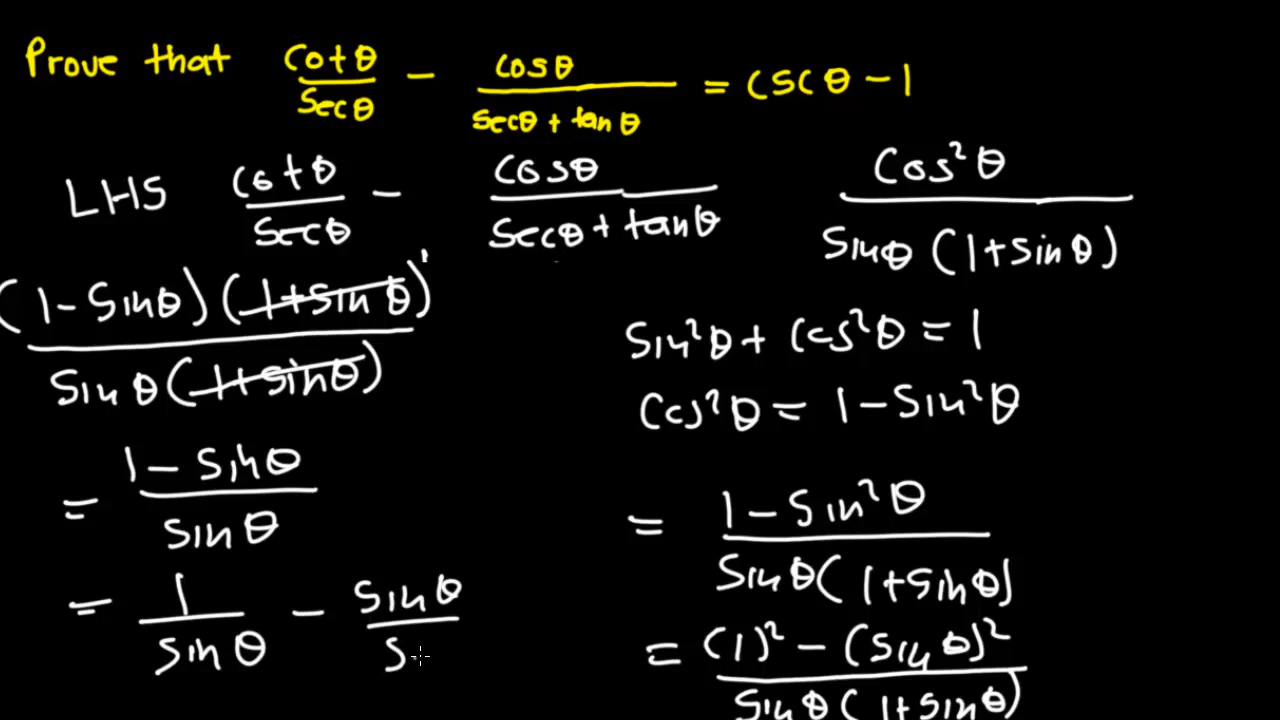 Prove that cotθ/secθ - cosθ/(secθ + tanθ) = cscθ - 1
LHS cotθ/secθ - cosθ/(secθ + tanθ)
(1 - sinθ)(1 + sinθ)/sinθ(1 + sinθ)
= (1 - sinθ)/sinθ
= 1/sinθ - sinθ/s
cos²θ/sinθ(1 + sinθ)
sin²θ + cos²θ = 1
cos²θ = 1 - sin²θ
= (1 - sin²θ)/sinθ(1 + sinθ)
= ((1)² - (sinθ)²)/sinθ(1 + sinθ)